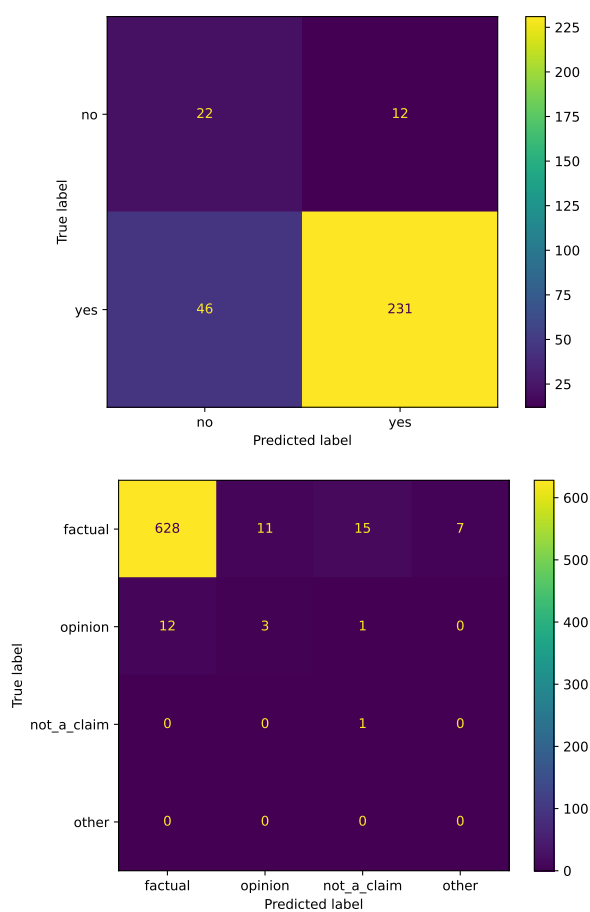 225
200
no
22
12
175
150
True label
125
100
yes
46
231
75
50
25
no
yes
Predicted label
600
factual
628
11
15
7
500
opinion
12
3
1
0
400
True label
300
not_a_claim
0
0
1
0
200
100
other
0
0
0
0
0
factual
opinion
not_a_claim
other
Predicted label